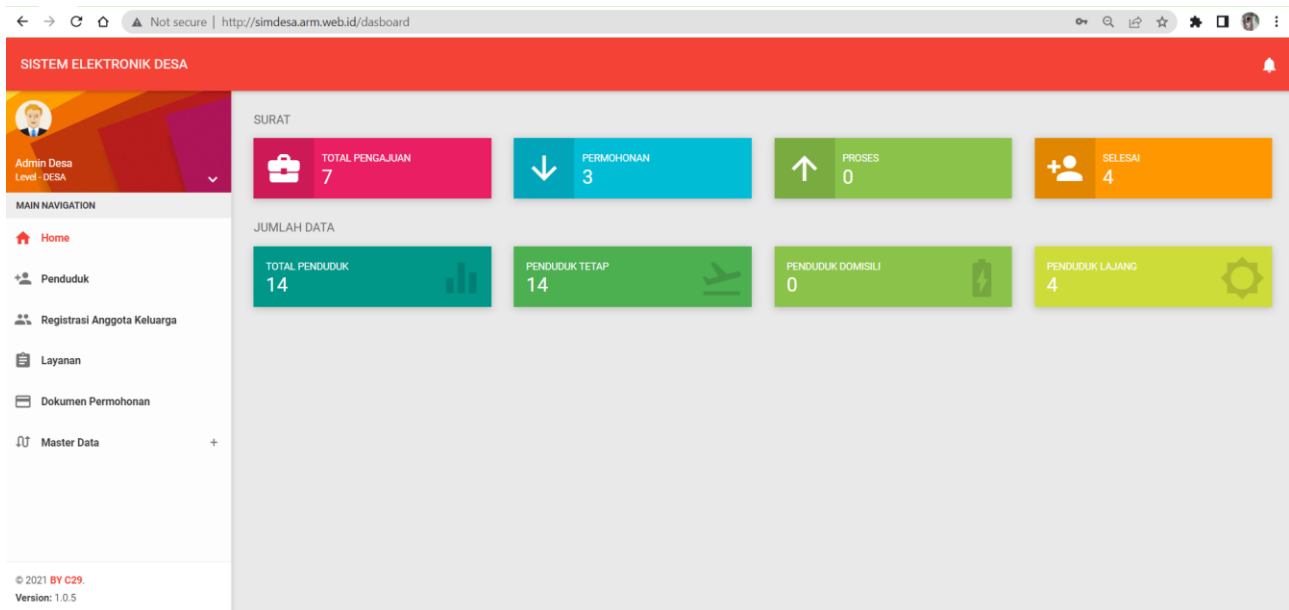 Not secure | http://simdesa.arm.web.id/dasboard
SISTEM ELEKTRONIK DESA
Admin Desa
Level - DESA
MAIN NAVIGATION
Home
Penduduk
Registrasi Anggota Keluarga
Layanan
Dokumen Permohonan
Master Data +
© 2021 BY C29.
Version: 1.0.5
SURAT
TOTAL PENGAJUAN
7
PERMOHONAN
3
PROSES
0
SELESAI
4
JUMLAH DATA
TOTAL PENDUDUK
14
PENDUDUK TETAP
14
PENDUDUK DOMISILI
0
PENDUDUK LAJANG
4